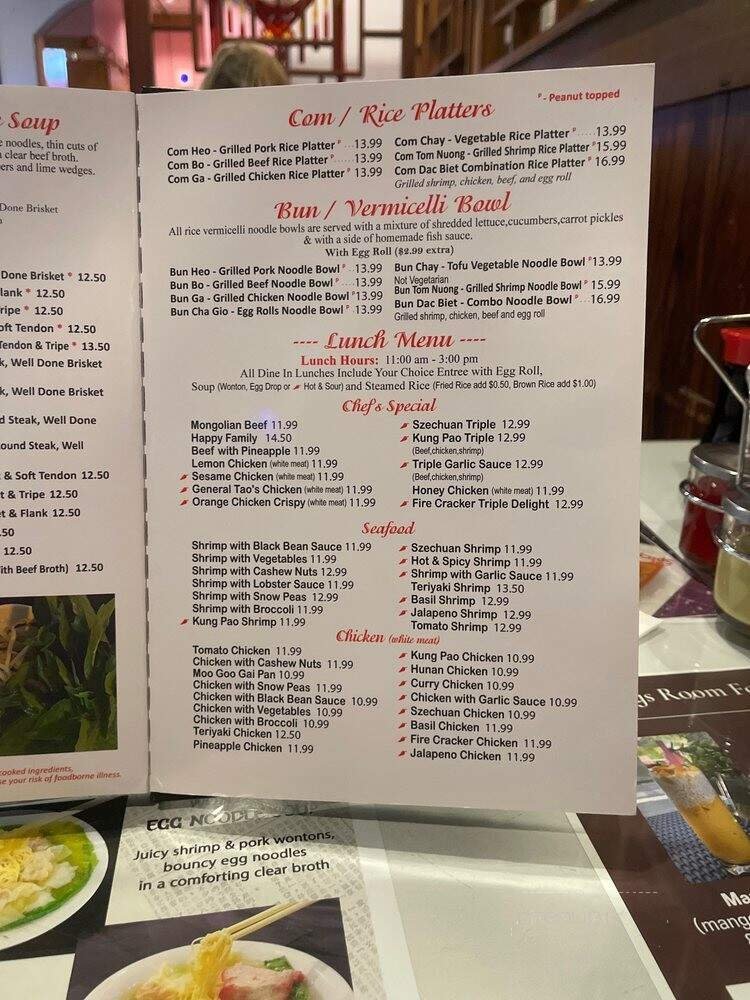 Soup
e noodles, thin cuts of
clear beef broth.
ers and lime wedges.
Done Brisket
Done Brisket * 12.50
lank * 12.50
ripe * 12.50
oft Tendon * 12.50
Tendon & Tripe * 13.50
k, Well Done Brisket
k, Well Done Brisket
d Steak, Well Done
ound Steak, Well
t & Soft Tendon 12.50
t & Tripe 12.50
et & Flank 12.50
.50
12.50
ith Beef Broth) 12.50
cooked ingredients,
se your risk of foodborne illness.
P - Peanut topped
Com / Rice Platters
Com Heo - Grilled Pork Rice Platter P ..... 13.99
Com Bo - Grilled Beef Rice Platter P ..... 13.99
Com Ga - Grilled Chicken Rice Platter P 13.99
Com Chay - Vegetable Rice Platter P ..... 13.99
Com Tom Nuong - Grilled Shrimp Rice Platter P 15.99
Com Dac Biet Combination Rice Platter P 16.99
Grilled shrimp, chicken, beef, and egg roll
Bun / Vermicelli Bowl
All rice vermicelli noodle bowls are served with a mixture of shredded lettuce,cucumbers,carrot pickles
& with a side of homemade fish sauce.
With Egg Roll ($2.99 extra)
Bun Heo - Grilled Pork Noodle Bowl P ... 13.99
Bun Bo - Grilled Beef Noodle Bowl P ..... 13.99
Bun Ga - Grilled Chicken Noodle Bowl P 13.99
Bun Cha Gio - Egg Rolls Noodle Bowl P 13.99
Bun Chay - Tofu Vegetable Noodle Bowl P 13.99
Not Vegetarian
Bun Tom Nuong - Grilled Shrimp Noodle Bowl P 15.99
Bun Dac Biet - Combo Noodle Bowl P ... 16.99
Grilled shrimp, chicken, beef and egg roll
---- Lunch Menu ----
Lunch Hours: 11:00 am - 3:00 pm
All Dine In Lunches Include Your Choice Entree with Egg Roll,
Soup (Wonton, Egg Drop or Hot & Sour) and Steamed Rice (Fried Rice add $0.50, Brown Rice add $1.00)
Chef's Special
Mongolian Beef 11.99
Happy Family 14.50
Beef with Pineapple 11.99
Lemon Chicken (white meat) 11.99
Sesame Chicken (white meat) 11.99
General Tao's Chicken (white meat) 11.99
Orange Chicken Crispy (white meat) 11.99
Szechuan Triple 12.99
Kung Pao Triple 12.99
(Beef,chicken,shrimp)
Triple Garlic Sauce 12.99
(Beef,chicken,shrimp)
Honey Chicken (white meat) 11.99
Fire Cracker Triple Delight 12.99
Seafood
Shrimp with Black Bean Sauce 11.99
Shrimp with Vegetables 11.99
Shrimp with Cashew Nuts 12.99
Shrimp with Lobster Sauce 11.99
Shrimp with Snow Peas 12.99
Shrimp with Broccoli 11.99
Kung Pao Shrimp 11.99
Szechuan Shrimp 11.99
Hot & Spicy Shrimp 11.99
Shrimp with Garlic Sauce 11.99
Teriyaki Shrimp 13.50
Basil Shrimp 12.99
Jalapeno Shrimp 12.99
Tomato Shrimp 12.99
Chicken (white meat)
Tomato Chicken 11.99
Chicken with Cashew Nuts 11.99
Moo Goo Gai Pan 10.99
Chicken with Snow Peas 11.99
Chicken with Black Bean Sauce 10.99
Chicken with Vegetables 10.99
Chicken with Broccoli 10.99
Teriyaki Chicken 12.50
Pineapple Chicken 11.99
Kung Pao Chicken 10.99
Hunan Chicken 10.99
Curry Chicken 10.99
Chicken with Garlic Sauce 10.99
Szechuan Chicken 10.99
Basil Chicken 11.99
Fire Cracker Chicken 11.99
Jalapeno Chicken 11.99
EGG NOODLE SOUP
Juicy shrimp & pork wontons,
bouncy egg noodles
in a comforting clear broth
gs Room Fa
Ma
(mang